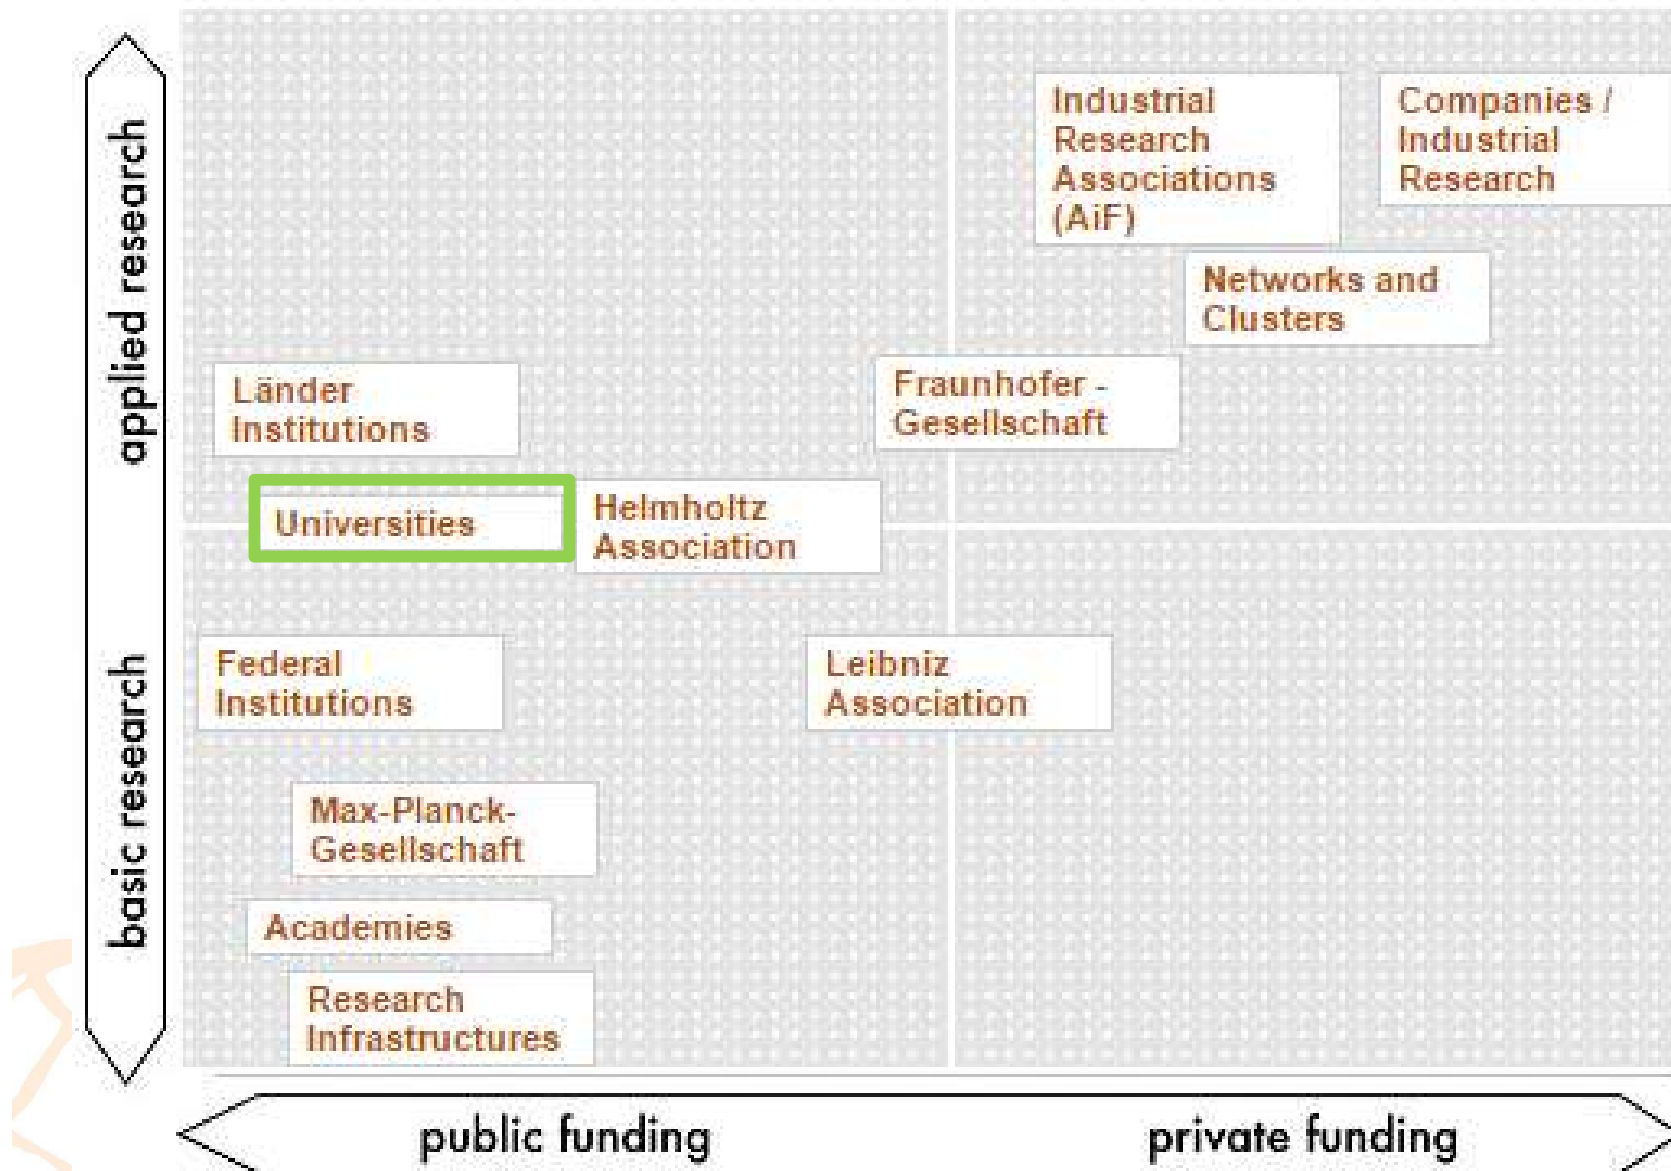 applied research
basic research
Industrial
Research
Associations
(AiF)
Companies /
Industrial
Research
Networks and
Clusters
Länder
Institutions
Fraunhofer -
Gesellschaft
Universities
Helmholtz
Association
Federal
Institutions
Leibniz
Association
Max-Planck-
Gesellschaft
Academies
Research
Infrastructures
public funding
private funding